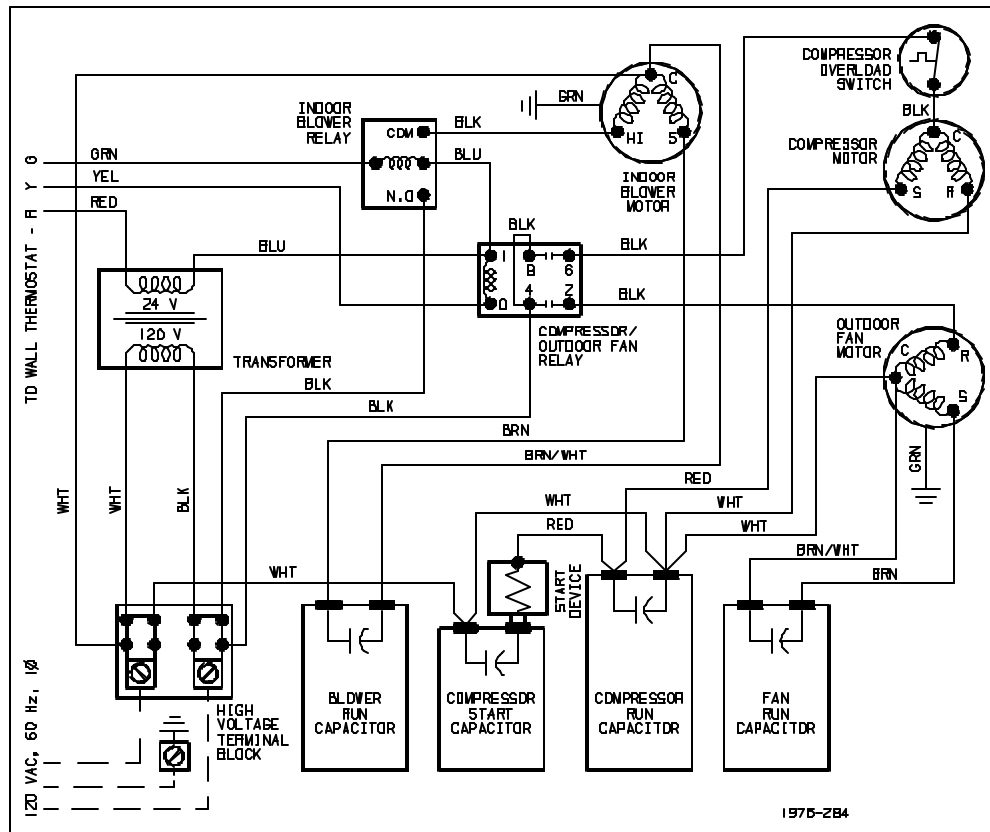 COMPRESSOR
OVERLOAD
SWITCH
BLK
C
COMPRESSOR
MOTOR
S
R
INDOOR
BLOWER
RELAY
COM
N.O
BLK
BLU
GRN
C
HI
S
INDOOR
BLOWER
MOTOR
TO WALL THERMOSTAT - R Y G
GRN
YEL
RED
BLU
24 V
120 V
TRANSFORMER
BLK
1
8
6
0
4
2
BLK
BLK
COMPRESSOR/
OUTDOOR FAN
RELAY
OUTDOOR
FAN
MOTOR
C
R
S
GRN
BLK
BLK
BRN
BRN/WHT
RED
WHT
WHT
WHT
RED
BRN/WHT
BRN
WHT
WHT
BLK
WHT
START
DEVICE
HIGH
VOLTAGE
TERMINAL
BLOCK
BLOWER
RUN
CAPACITOR
COMPRESSOR
START
CAPACITOR
COMPRESSOR
RUN
CAPACITOR
FAN
RUN
CAPACITOR
120 VAC, 60 Hz, 1Ø
1976-284